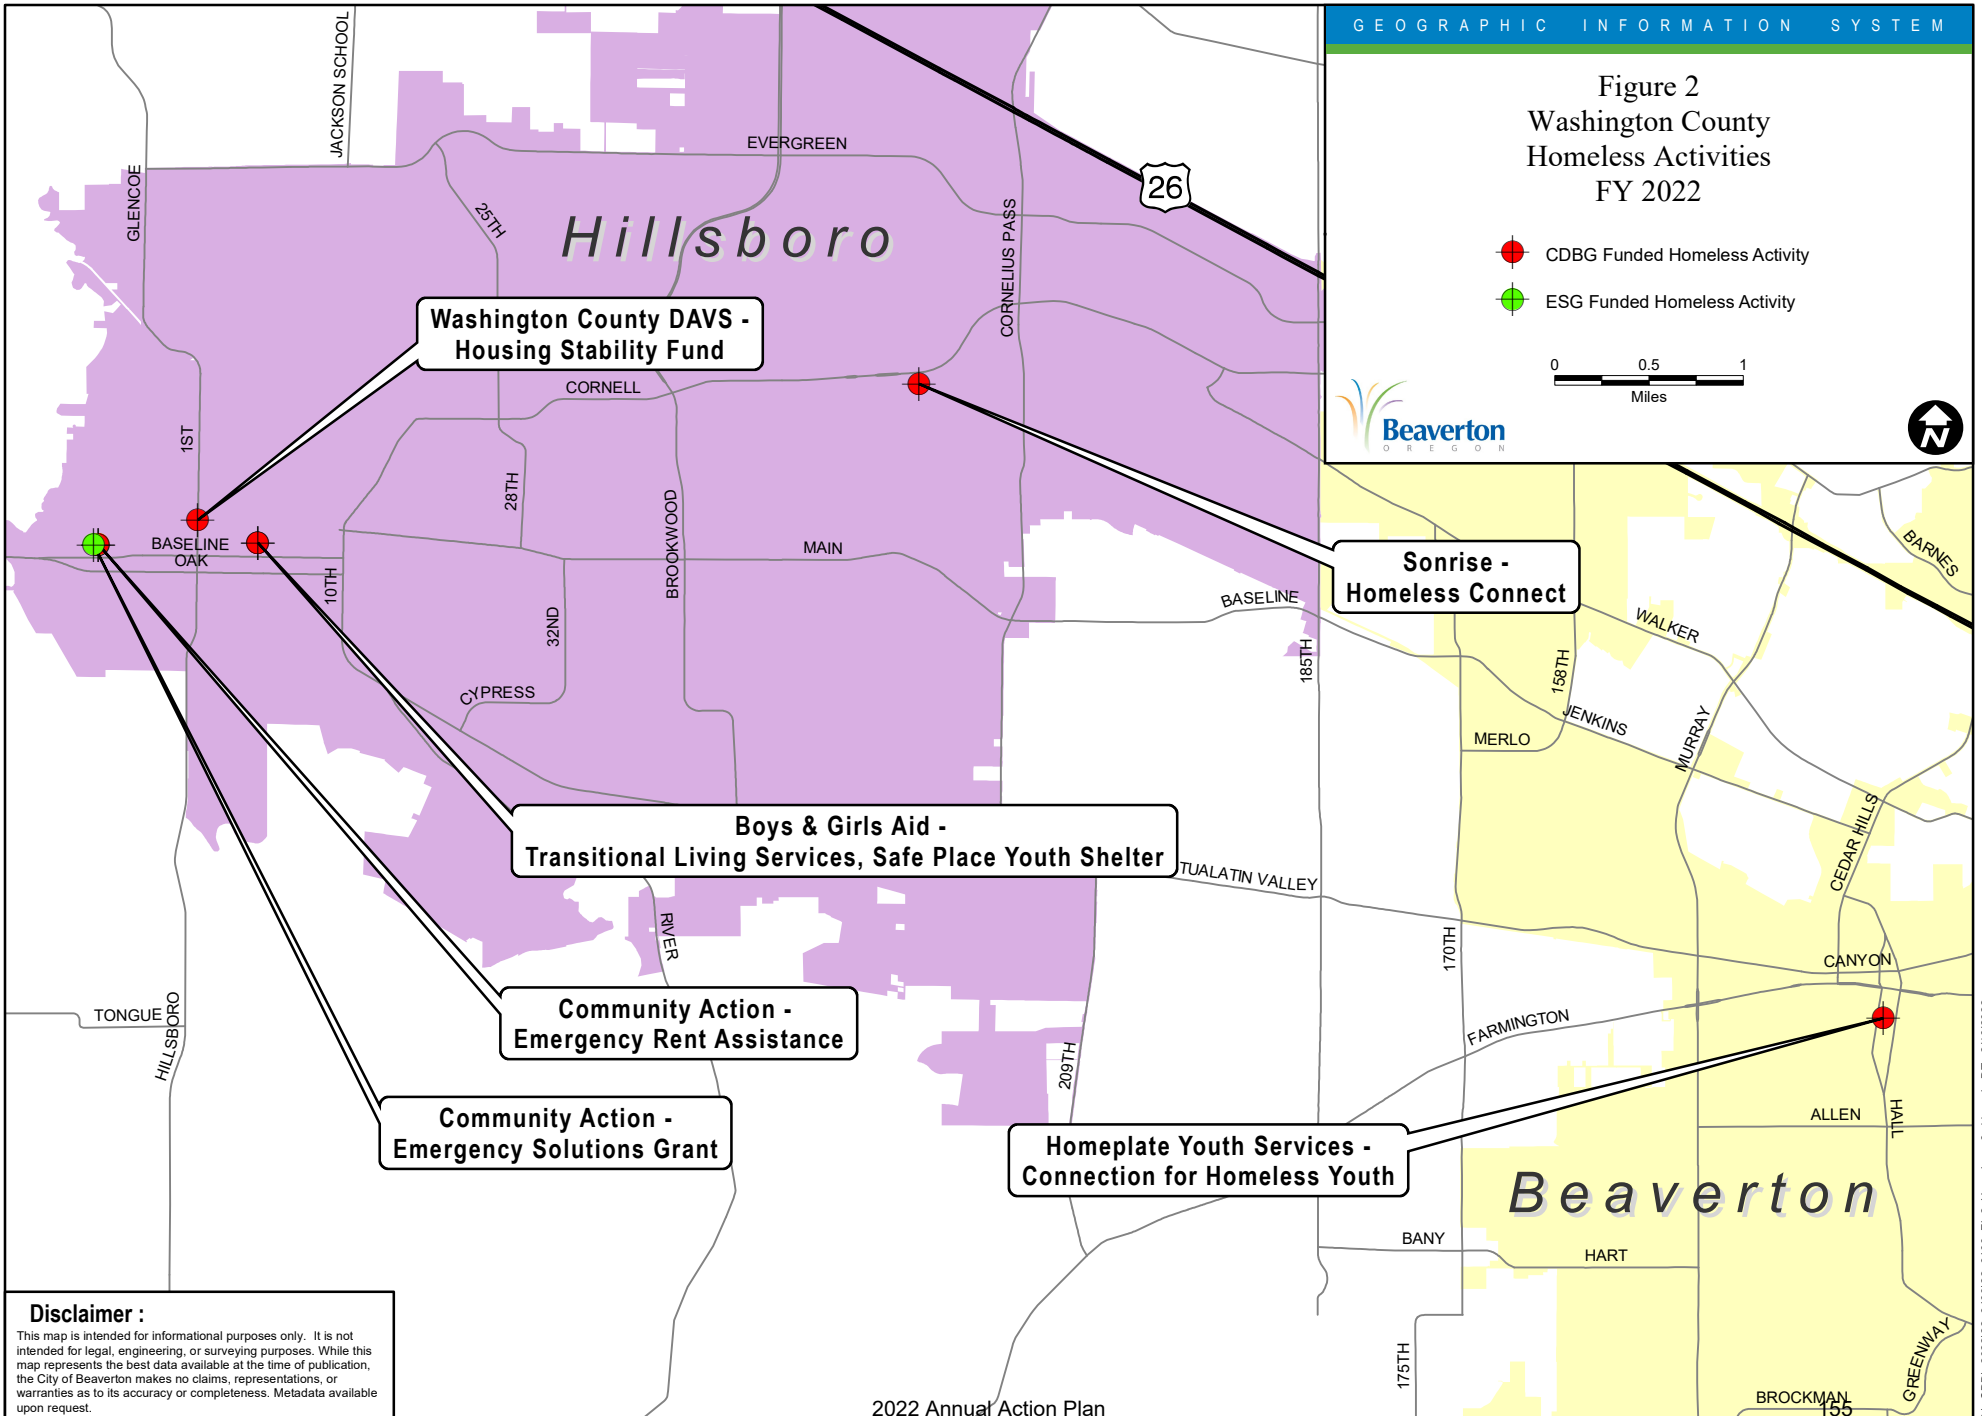 GEOGRAPHIC INFORMATION SYSTEM
Figure 2
Washington County
Homeless Activities
FY 2022
CDBG Funded Homeless Activity
ESG Funded Homeless Activity
0 0.5 1
Miles
Beaverton
OREGON
N
JACKSON SCHOOL
GLENCOE
EVERGREEN
25TH
26
Hillsboro
CORNELIUS PASS
Washington County DAVS -
Housing Stability Fund
CORNELL
1ST
28TH
BROOKWOOD
BASELINE
OAK
MAIN
10TH
32ND
CYPRESS
BASELINE
185TH
Sonrise -
Homeless Connect
BARNES
WALKER
158TH
JENKINS
MERLO
MURRAY
CEDAR HILLS
Boys & Girls Aid -
Transitional Living Services, Safe Place Youth Shelter
TUALATIN VALLEY
RIVER
170TH
CANYON
TONGUE
HILLSBORO
Community Action -
Emergency Rent Assistance
FARMINGTON
209TH
Community Action -
Emergency Solutions Grant
ALLEN
HALL
Homeplate Youth Services -
Connection for Homeless Youth
Beaverton
BANY
HART
175TH
GREENWAY
BROCKMAN
Disclaimer :
This map is intended for informational purposes only. It is not
intended for legal, engineering, or surveying purposes. While this
map represents the best data available at the time of publication,
the City of Beaverton makes no claims, representations, or
warranties as to its accuracy or completeness. Metadata available
upon request.
2022 Annual Action Plan
155